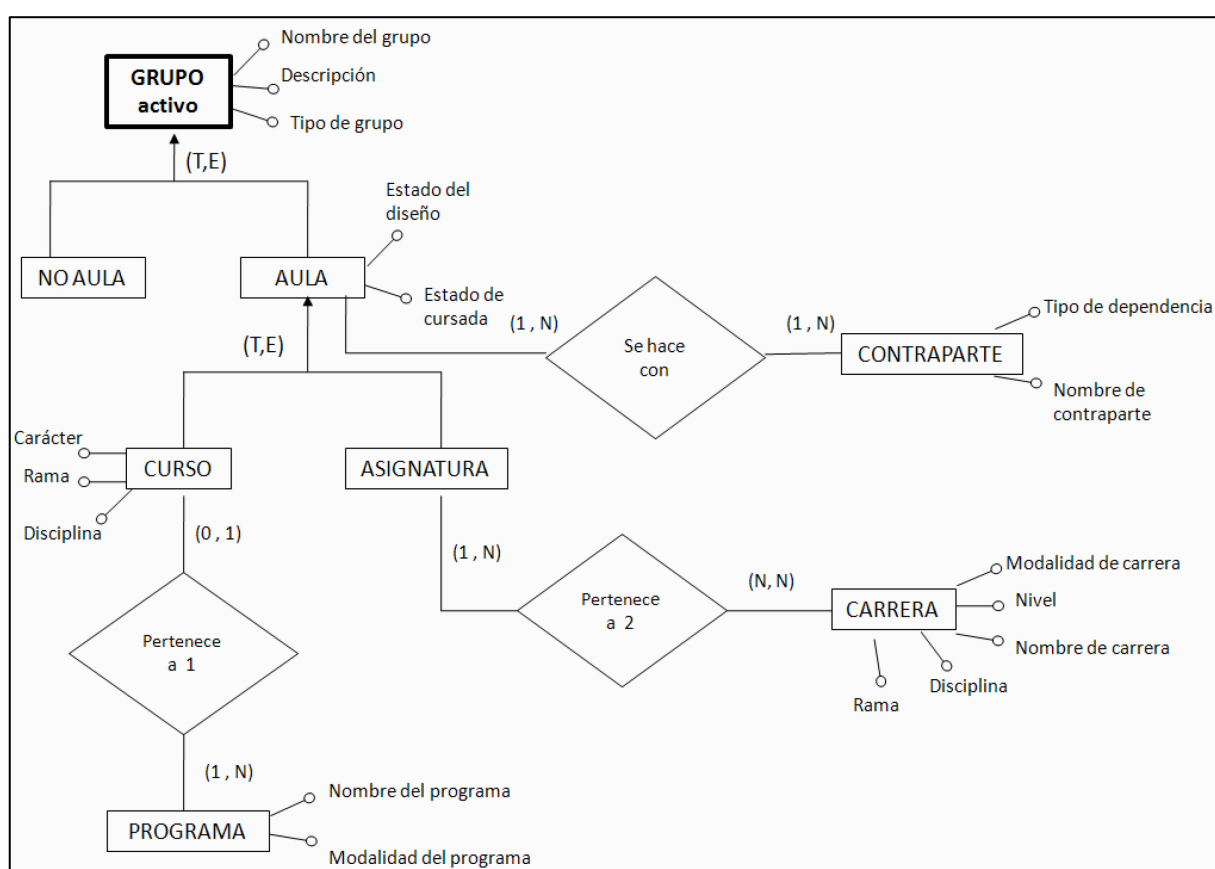 Nombre del grupo
GRUPO
activo
Descripción
Tipo de grupo
(T,E)
Estado del
diseño
NO AULA
AULA
Estado de
cursada
(1 , N)
(1 , N)
Tipo de dependencia
(T,E)
Se hace
con
CONTRAPARTE
Nombre de
contraparte
Carácter
Rama
CURSO
ASIGNATURA
Disciplina
(0 , 1)
(1 , N)
(N, N)
Modalidad de carrera
Pertenece
a 2
CARRERA
Nivel
Nombre de carrera
Pertenece
a 1
Disciplina
Rama
(1 , N)
Nombre del programa
PROGRAMA
Modalidad del programa